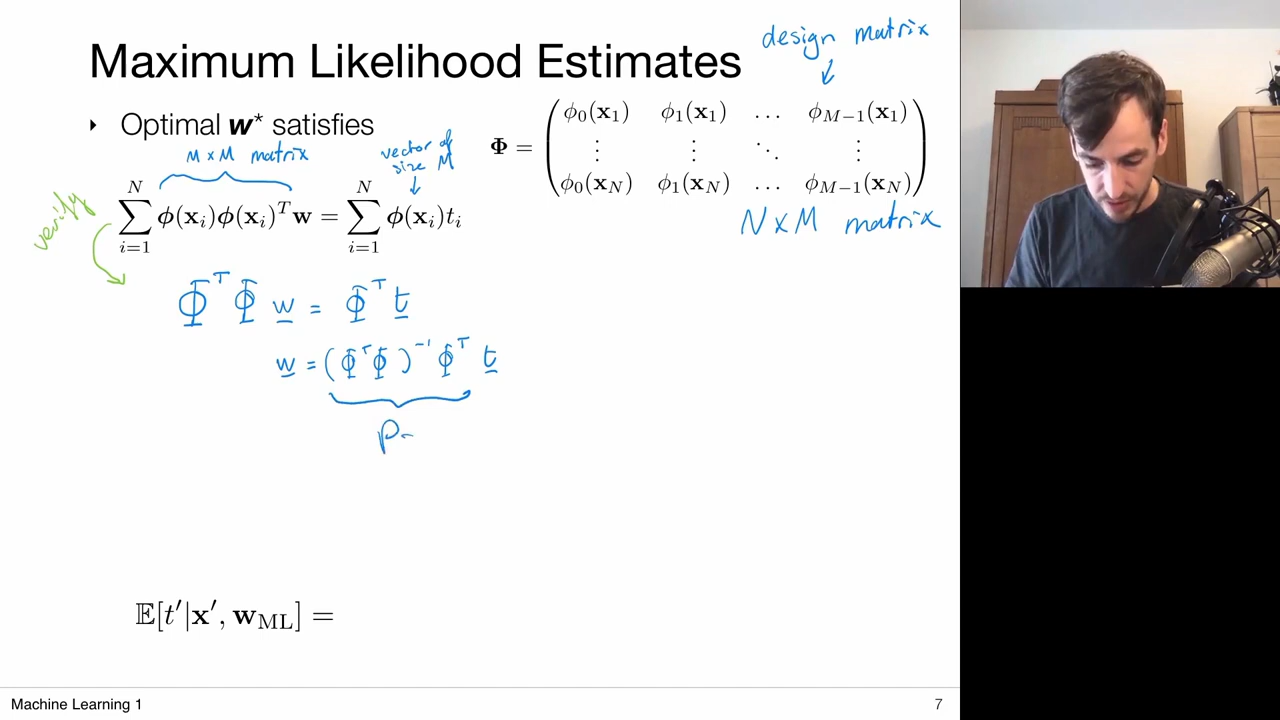 Maximum Likelihood Estimates
design matrix
↓
‣ Optimal w* satisfies
M x M matrix
vector of size M
↓
verify
∑_{i=1}^{N} ϕ(x_i)ϕ(x_i)^T w = ∑_{i=1}^{N} ϕ(x_i)t_i
Φ = ( ϕ_0(x_1) ϕ_1(x_1) … ϕ_{M−1}(x_1)
⋮ ⋮ ⋱ ⋮
ϕ_0(x_N) ϕ_1(x_N) … ϕ_{M−1}(x_N) )
N x M matrix
Φ^T Φ w = Φ^T t
w = (Φ^T Φ)^{-1} Φ^T t
𝔼[t′|x′, w_ML] =
Machine Learning 1
7